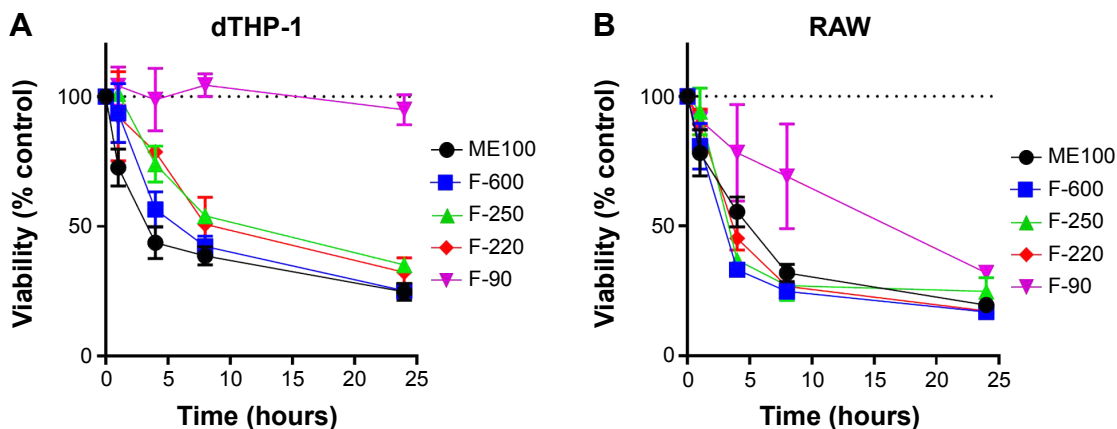 A
dTHP-1
Viability (% control)
100
50
0
0
5
10
15
20
25
Time (hours)
ME100
F-600
F-250
F-220
F-90
B
RAW
Viability (% control)
100
50
0
0
5
10
15
20
25
Time (hours)
ME100
F-600
F-250
F-220
F-90